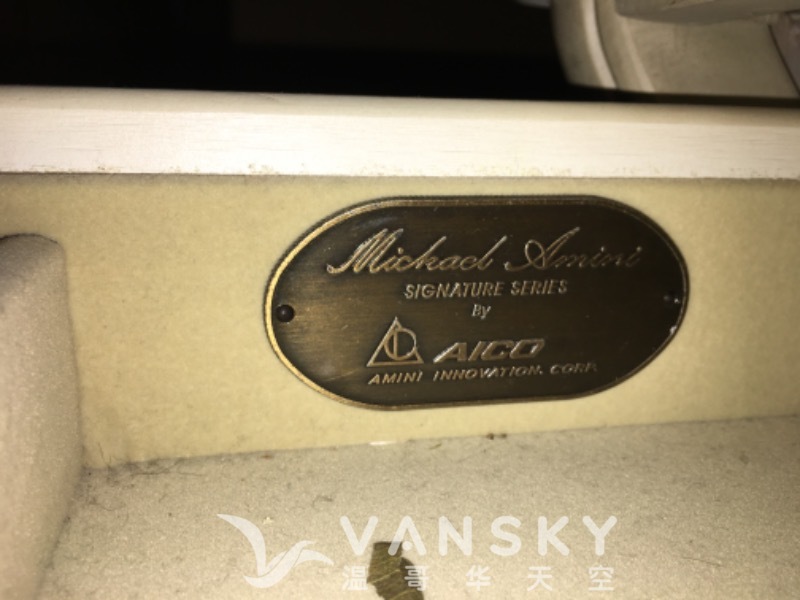 Michael Amini
SIGNATURE SERIES
By
AICO
AMINI INNOVATION. CORP.
VANSKY
温哥华天空